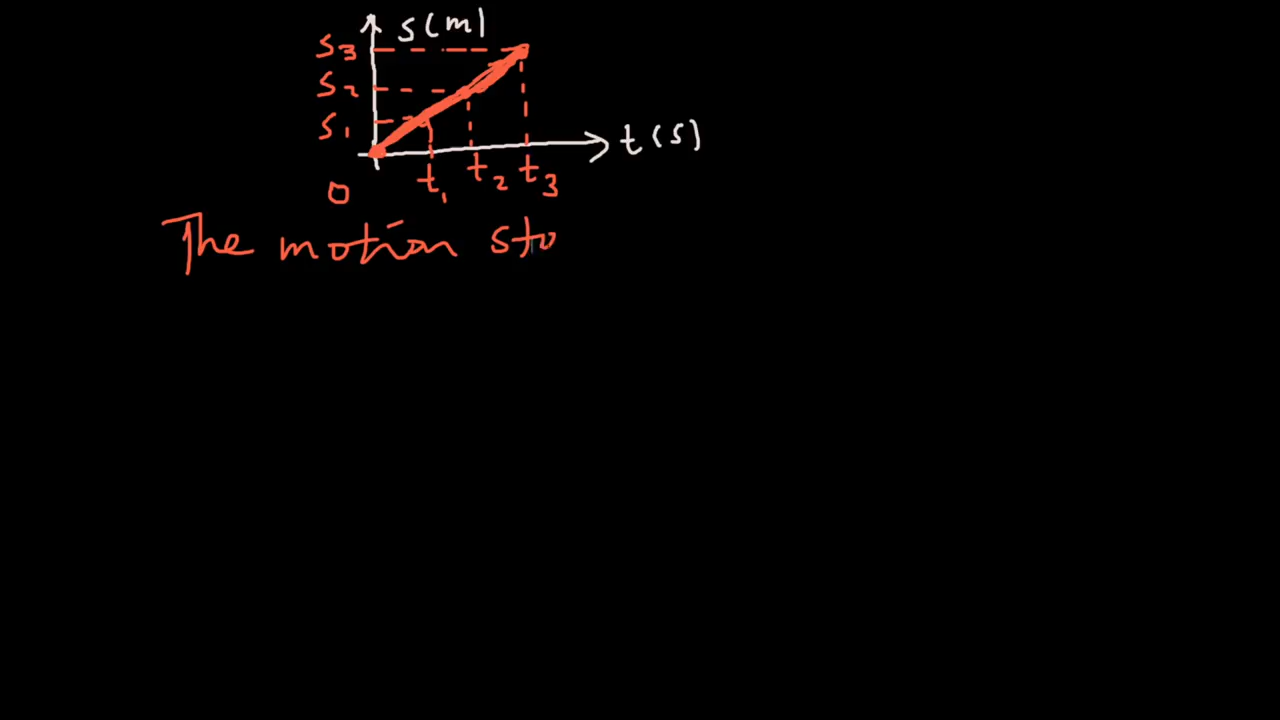 s(m)
s3
s2
s1
t(s)
t1 t2 t3
0
The motion sto